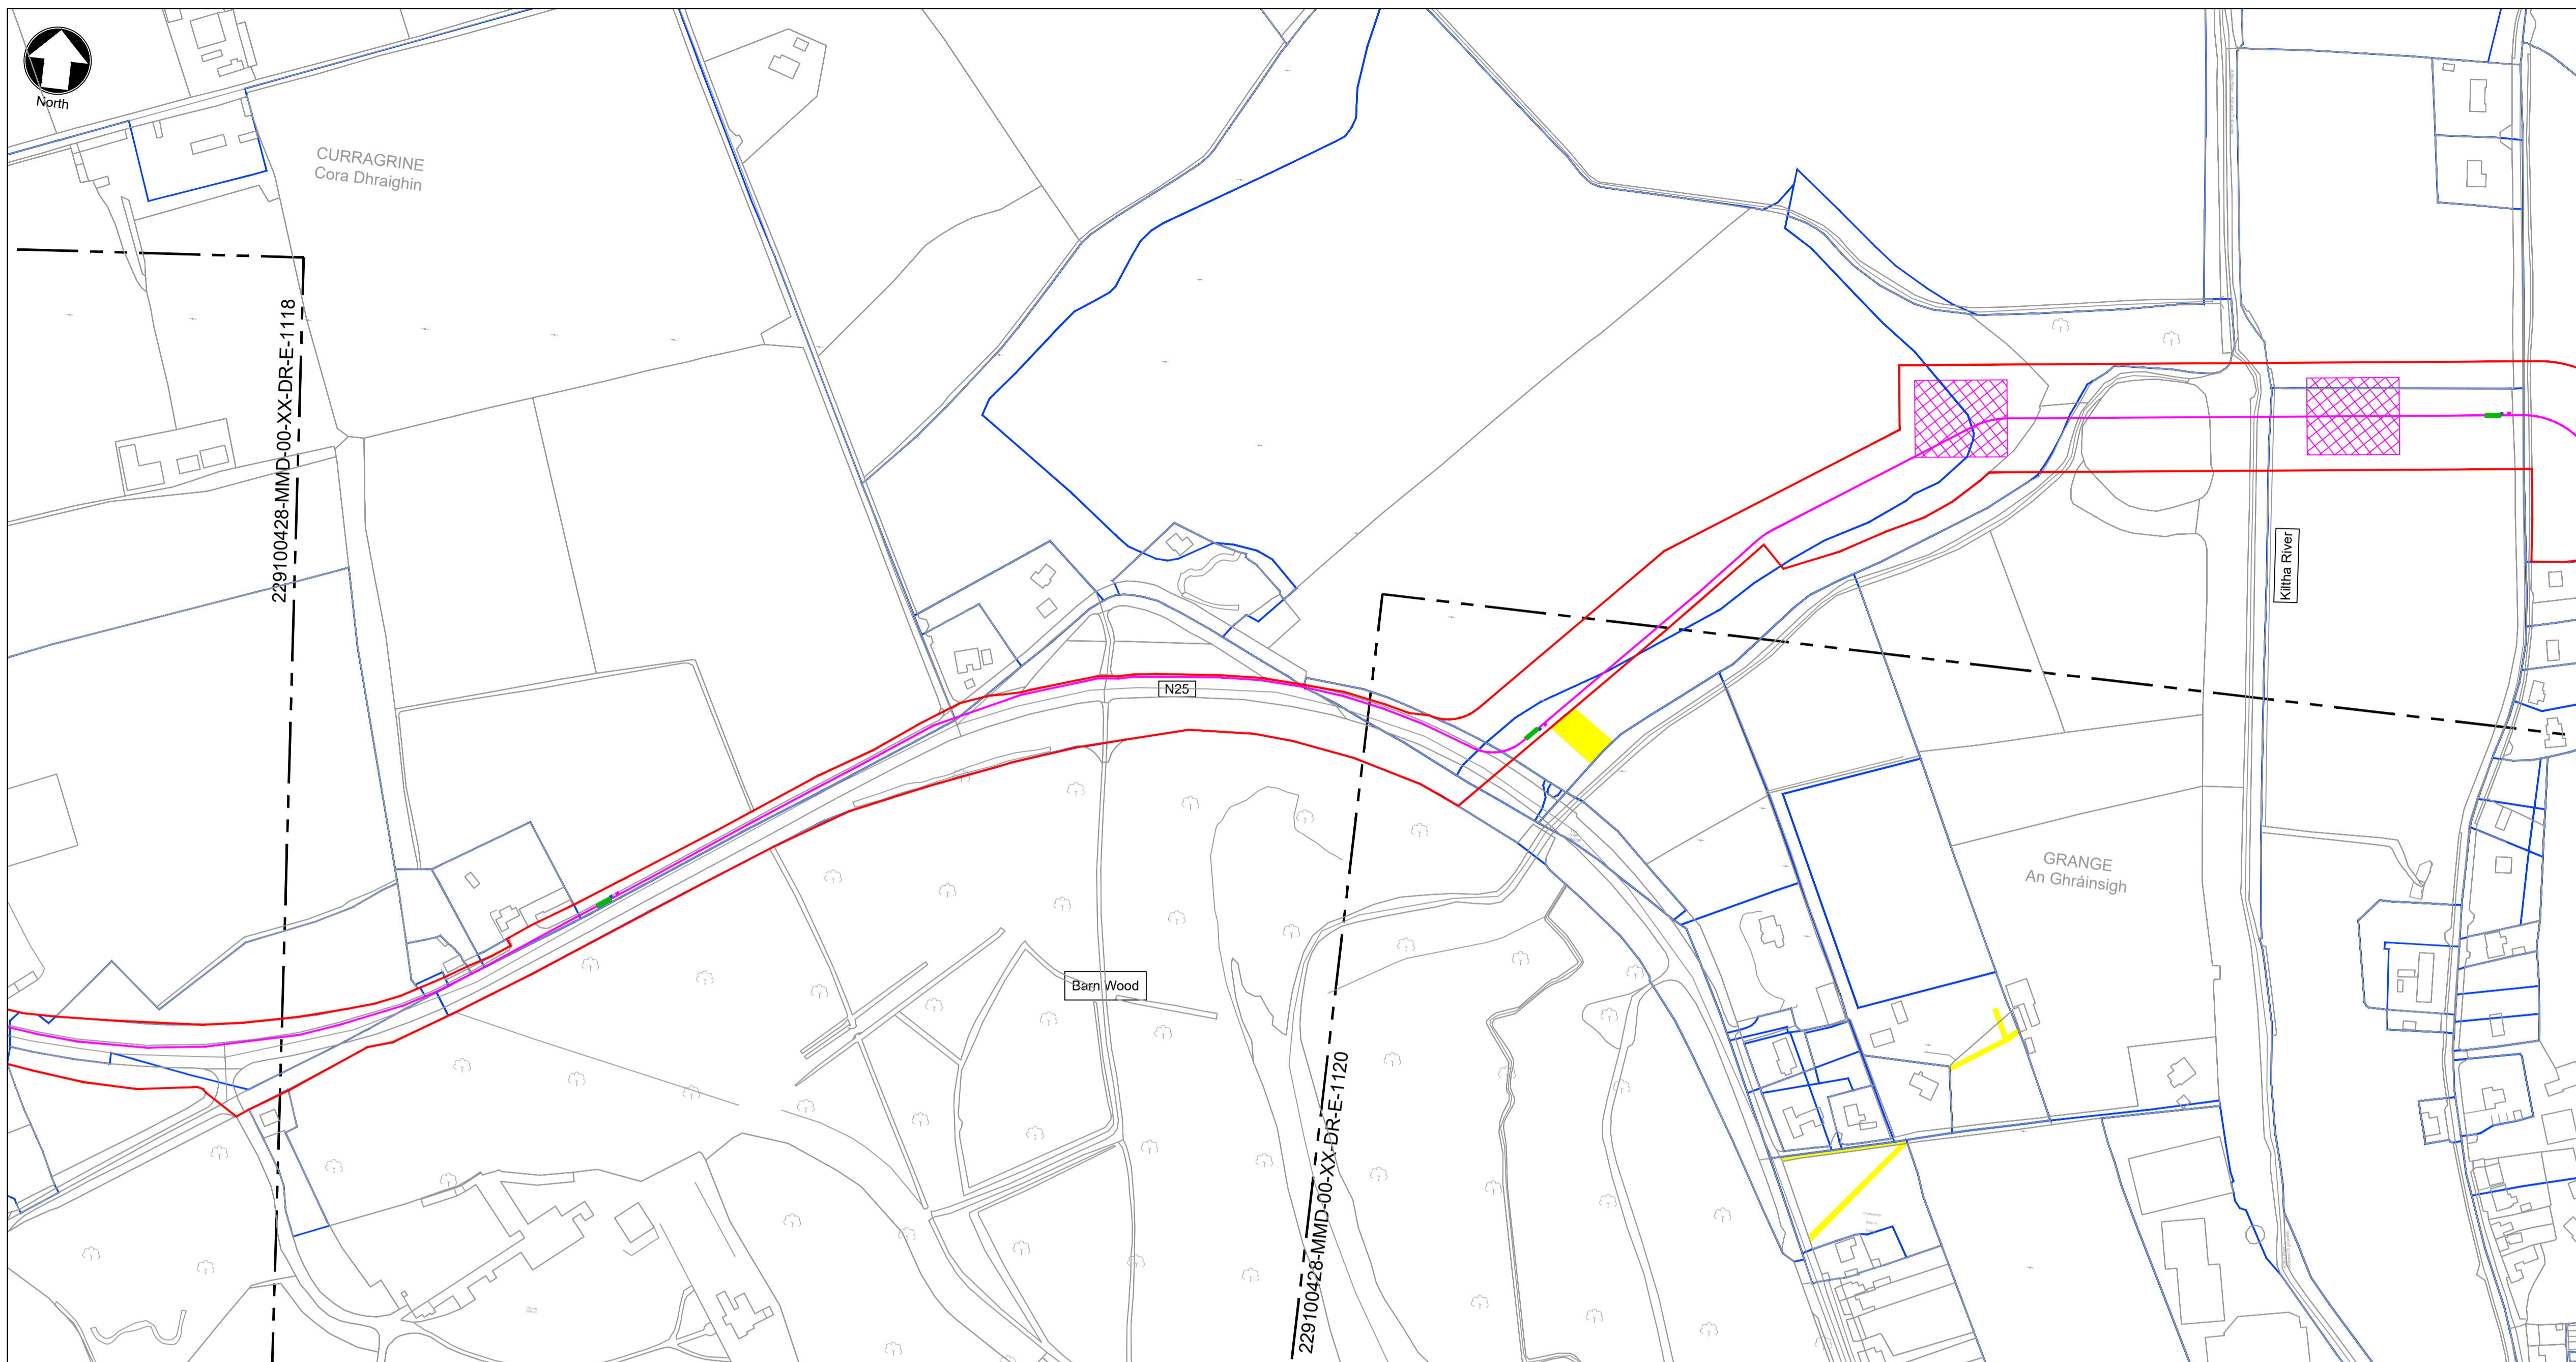 North
CURRAGRINE
Cora Dhraighin
229100428-MMD-00-XX-DR-E-1118
Kiltha River
N25
GRANGE
An Ghráinsigh
Barn Wood
229100428-MMD-00-XX-DR-E-1120